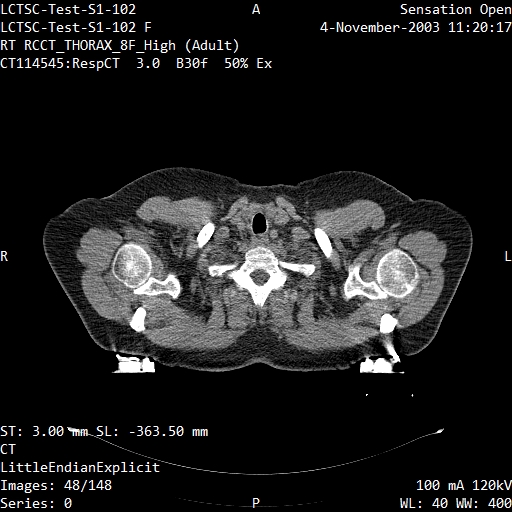 LCTSC-Test-S1-102
A
Sensation Open
LCTSC-Test-S1-102 F
4-November-2003 11:20:17
RT RCCT_THORAX_8F_High (Adult)
CT114545:RespCT 3.0 B30f 50% Ex
R
L
ST: 3.00 mm SL: -363.50 mm
CT
LittleEndianExplicit
Images: 48/148
100 mA 120kV
Series: 0
P
WL: 40 WW: 400